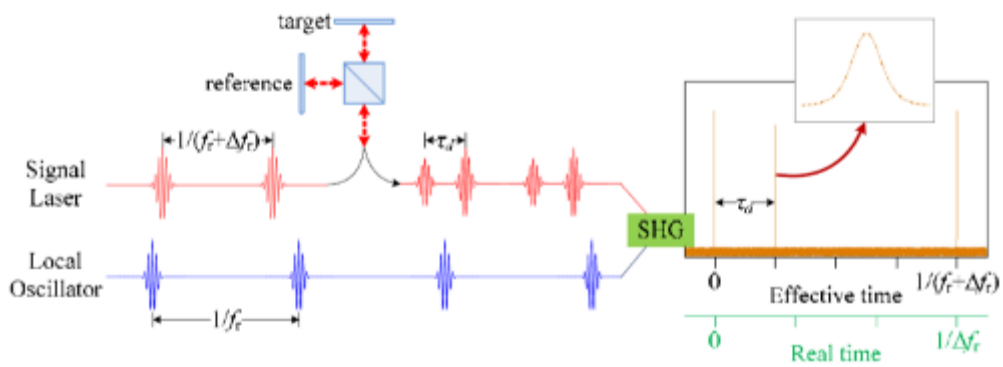 target
reference
1/(fᵣ+Δfᵣ)
τd
Signal
Laser
SHG
τd
Local
Oscillator
1/fᵣ
0
Effective time
1/(fᵣ+Δfᵣ)
0
Real time
1/Δfᵣ